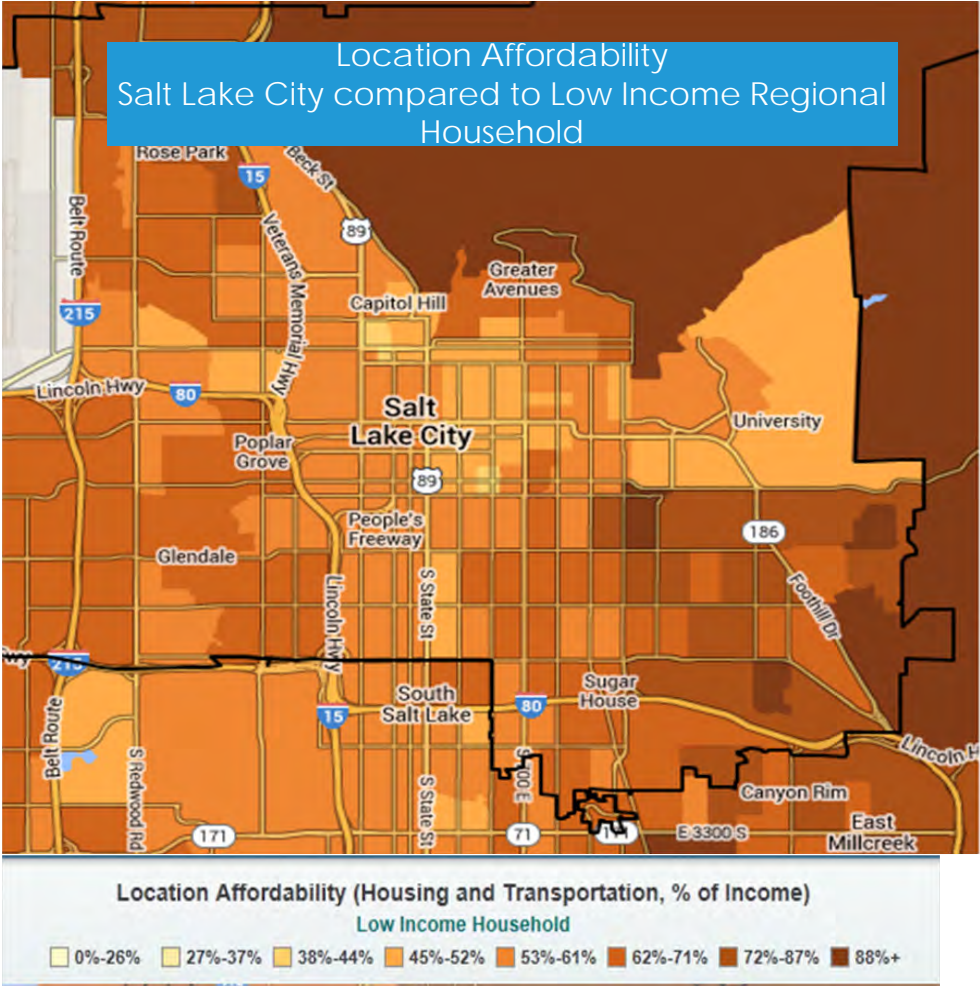 Location Affordability
Salt Lake City compared to Low Income Regional
Household
Rose Park
Beck St
15
Belt Route
Veterans Memorial Hwy
89
Greater
Avenues
Capitol Hill
215
Lincoln Hwy
80
Salt
Lake City
University
Poplar
Grove
89
People's
Freeway
186
Glendale
S State St
Lincoln Hwy
Foothill Dr
215
Sugar
House
South
Salt Lake
80
15
Belt Route
S Redwood Rd
S State St
S 700 E
Canyon Rim
171
71
E 3300 S
East
Millcreek
Location Affordability (Housing and Transportation, % of Income)
Low Income Household
0%-26% 27%-37% 38%-44% 45%-52% 53%-61% 62%-71% 72%-87% 88%+